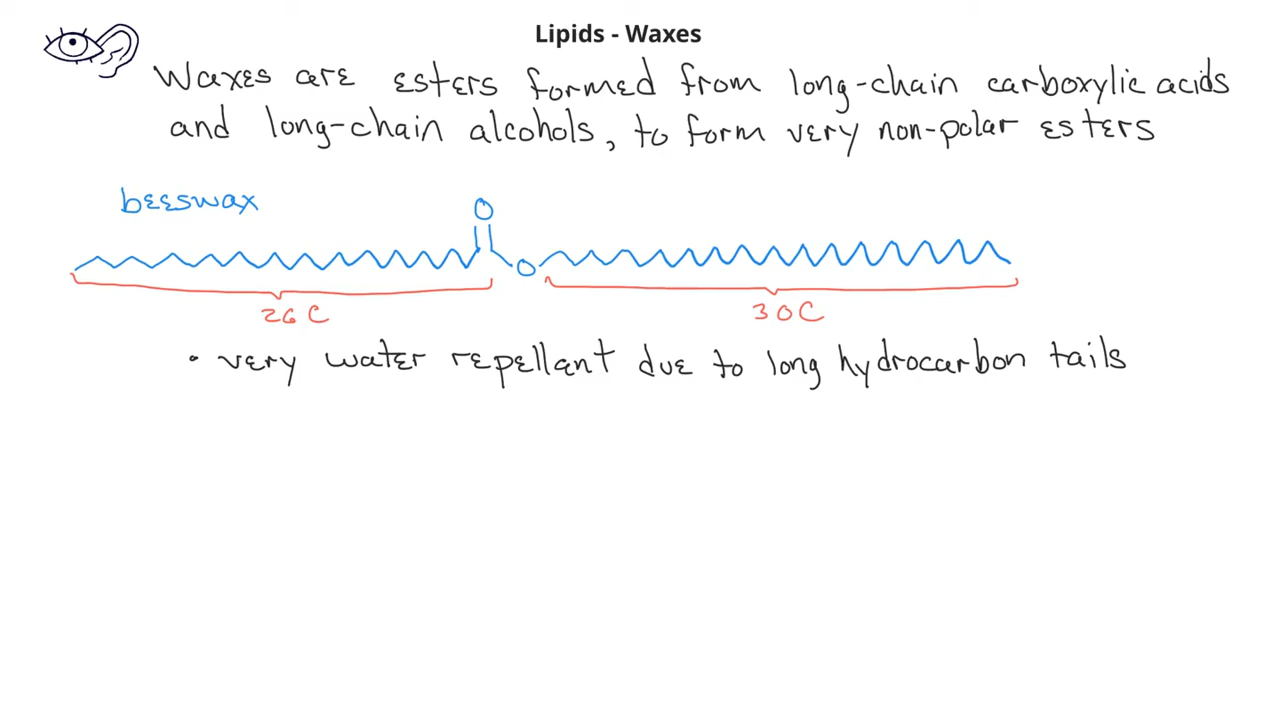 Lipids - Waxes
Waxes are esters formed from long-chain carboxylic acids
and long-chain alcohols, to form very non-polar esters
beeswax
O
O
26 C
30 C
• very water repellant due to long hydrocarbon tails